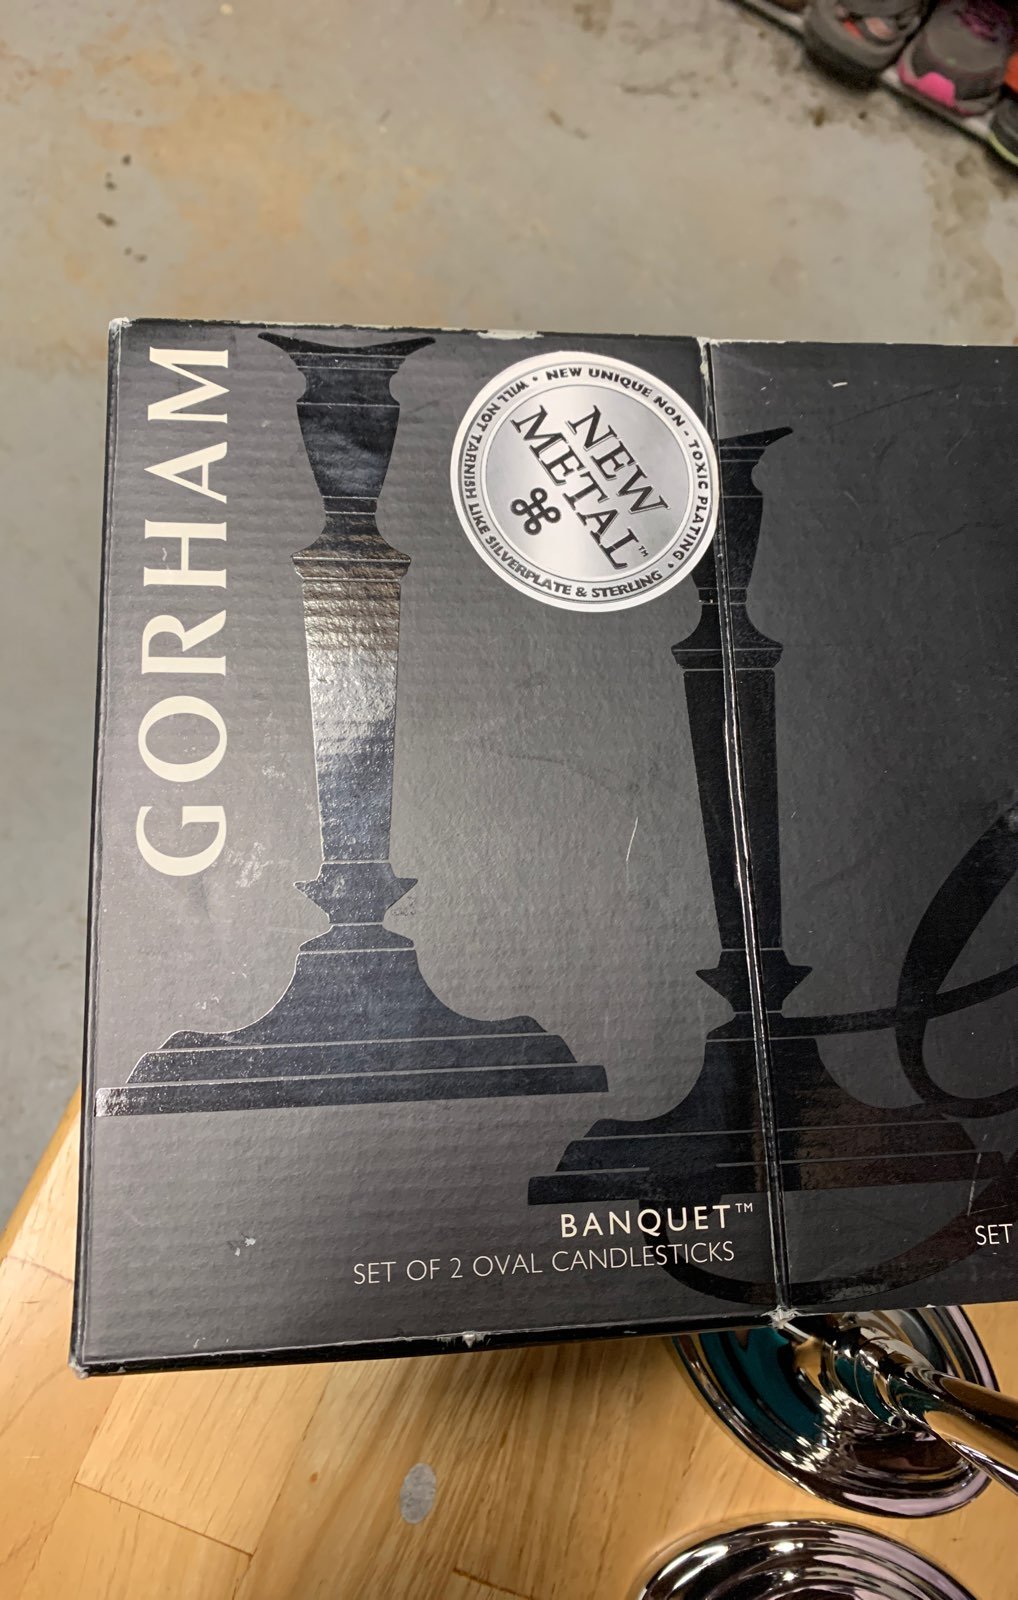 GORHAM
NEW UNIQUE NON - TOXIC PLATING •
WILL NOT TARNISH LIKE SILVERPLATE & STERLING •
NEW
METAL™
BANQUET™
SET OF 2 OVAL CANDLESTICKS
SET